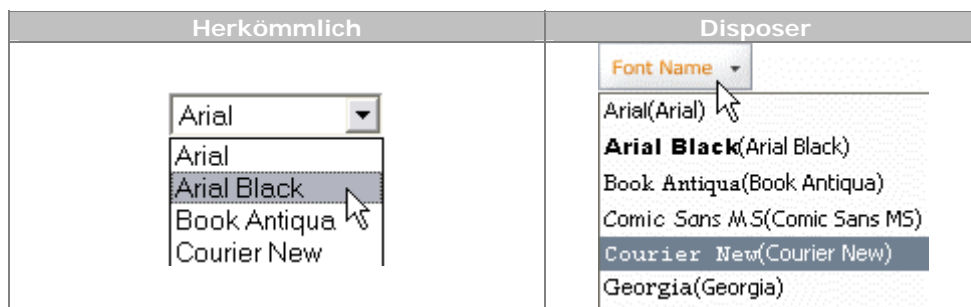 Herkömmlich
Disposer
Arial
Arial
Arial Black
Book Antiqua
Courier New
Font Name
Arial(Arial)
Arial Black(Arial Black)
Book Antiqua(Book Antiqua)
Comic Sans MS(Comic Sans MS)
Courier New(Courier New)
Georgia(Georgia)